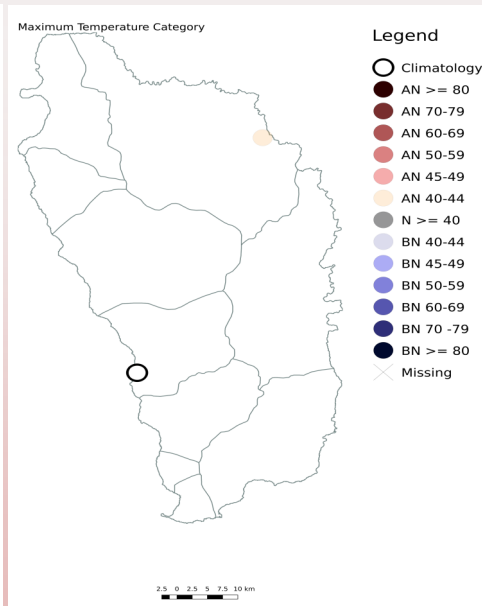 Maximum Temperature Category
Legend
Climatology
AN >= 80
AN 70-79
AN 60-69
AN 50-59
AN 45-49
AN 40-44
N >= 40
BN 40-44
BN 45-49
BN 50-59
BN 60-69
BN 70 -79
BN >= 80
Missing
2.5 0 2.5 5 7.5 10 km